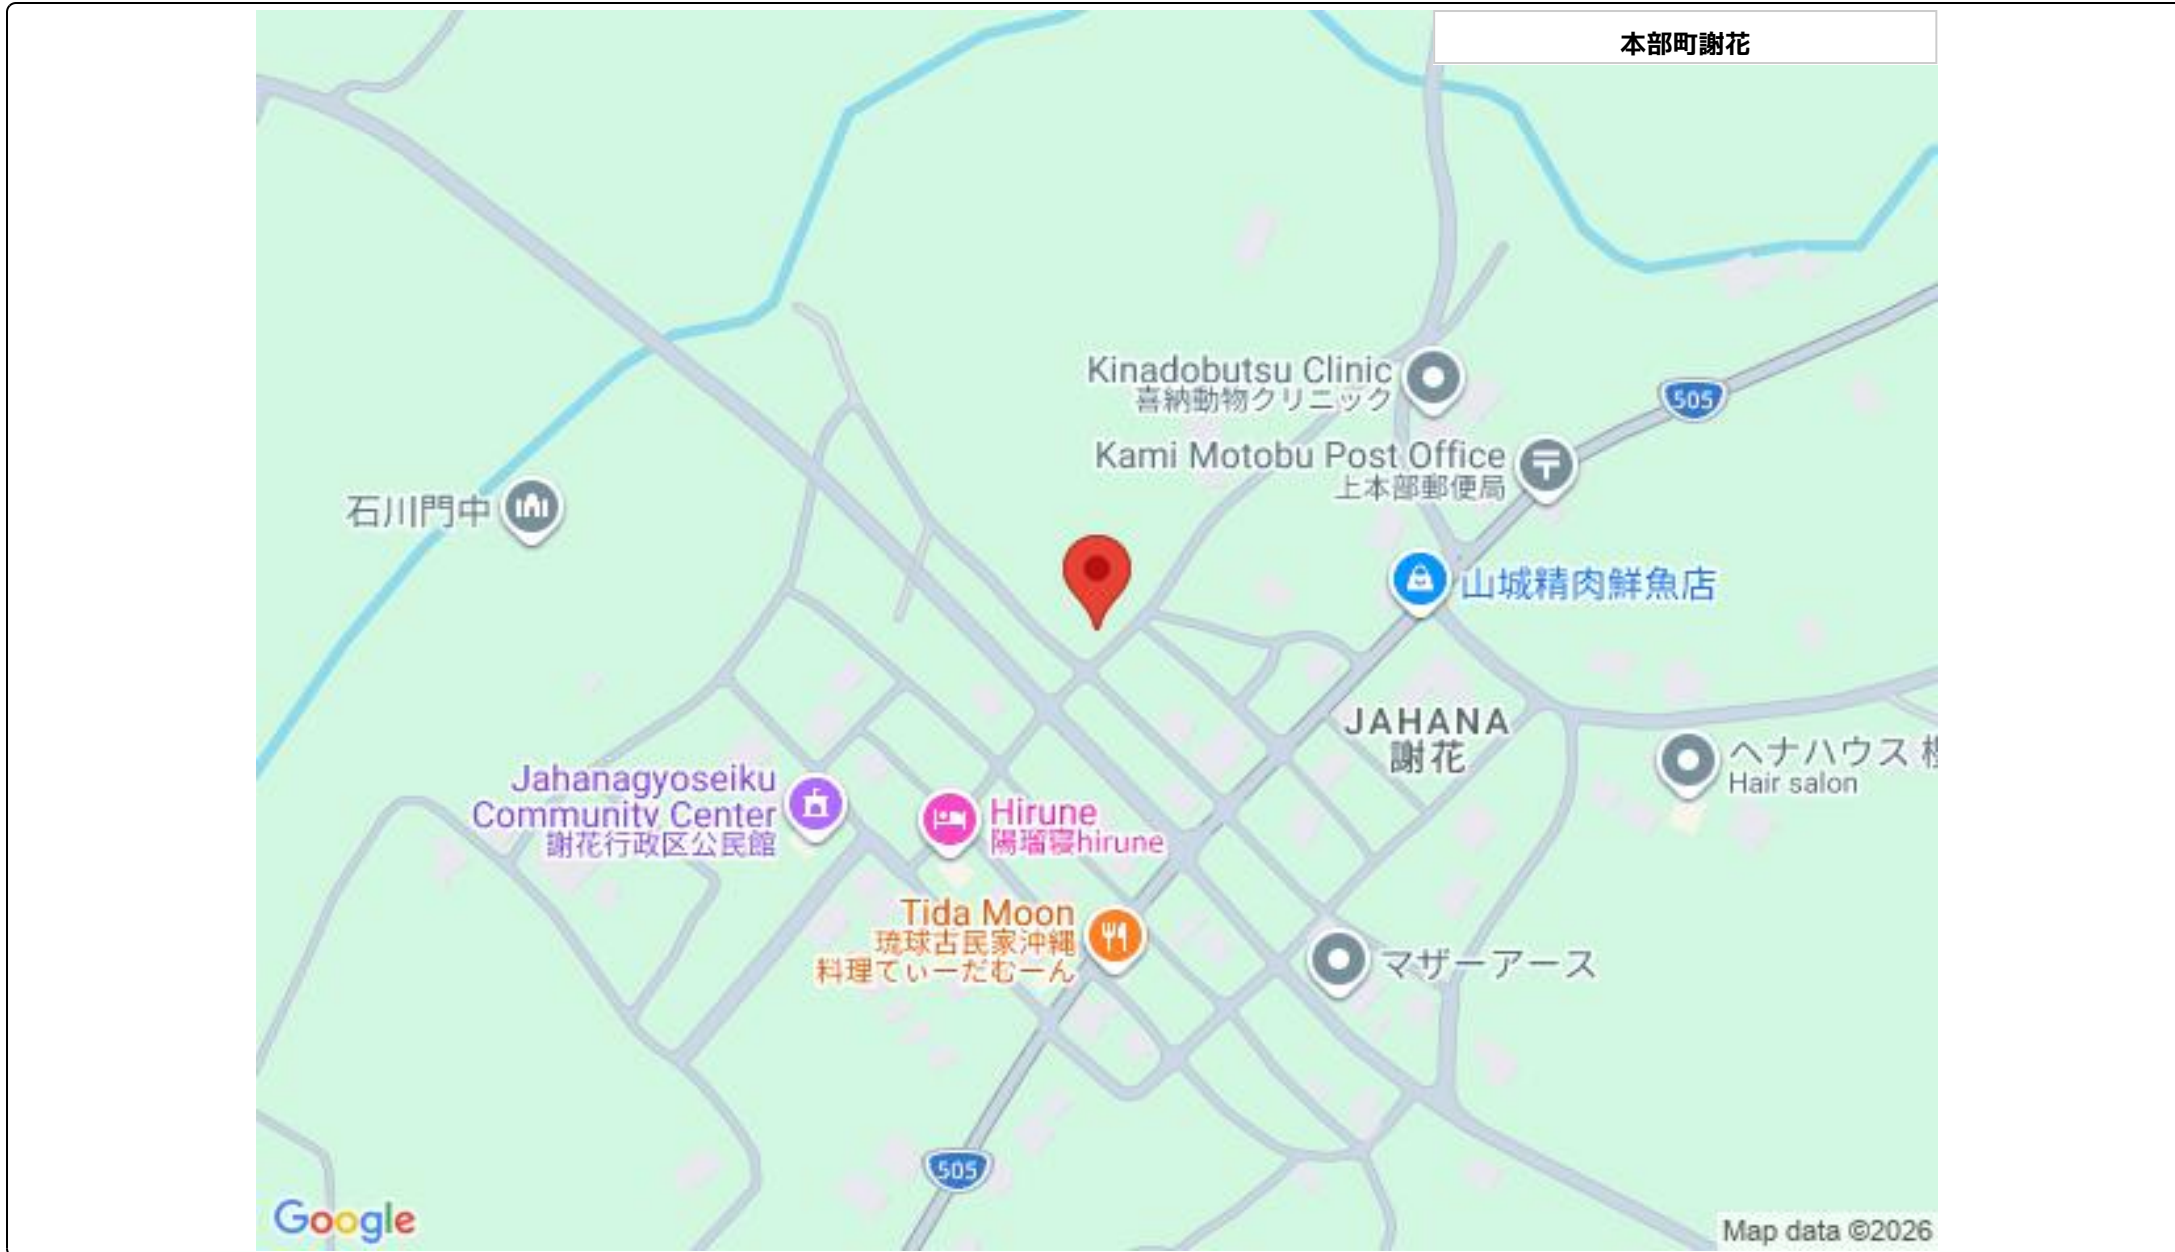 本部町謝花
Kinadobutsu Clinic
喜納動物クリニック
505
Kami Motobu Post Office
上本部郵便局
石川門中
山城精肉鮮魚店
JAHANA
謝花
ヘナハウス
Hair salon
Jahanagyoseiku
Community Center
謝花行政区公民館
Hirune
陽瑠寝hirune
Tida Moon
琉球古民家沖縄
料理てぃーだむーん
マザーアース
505
Google
Map data ©2026